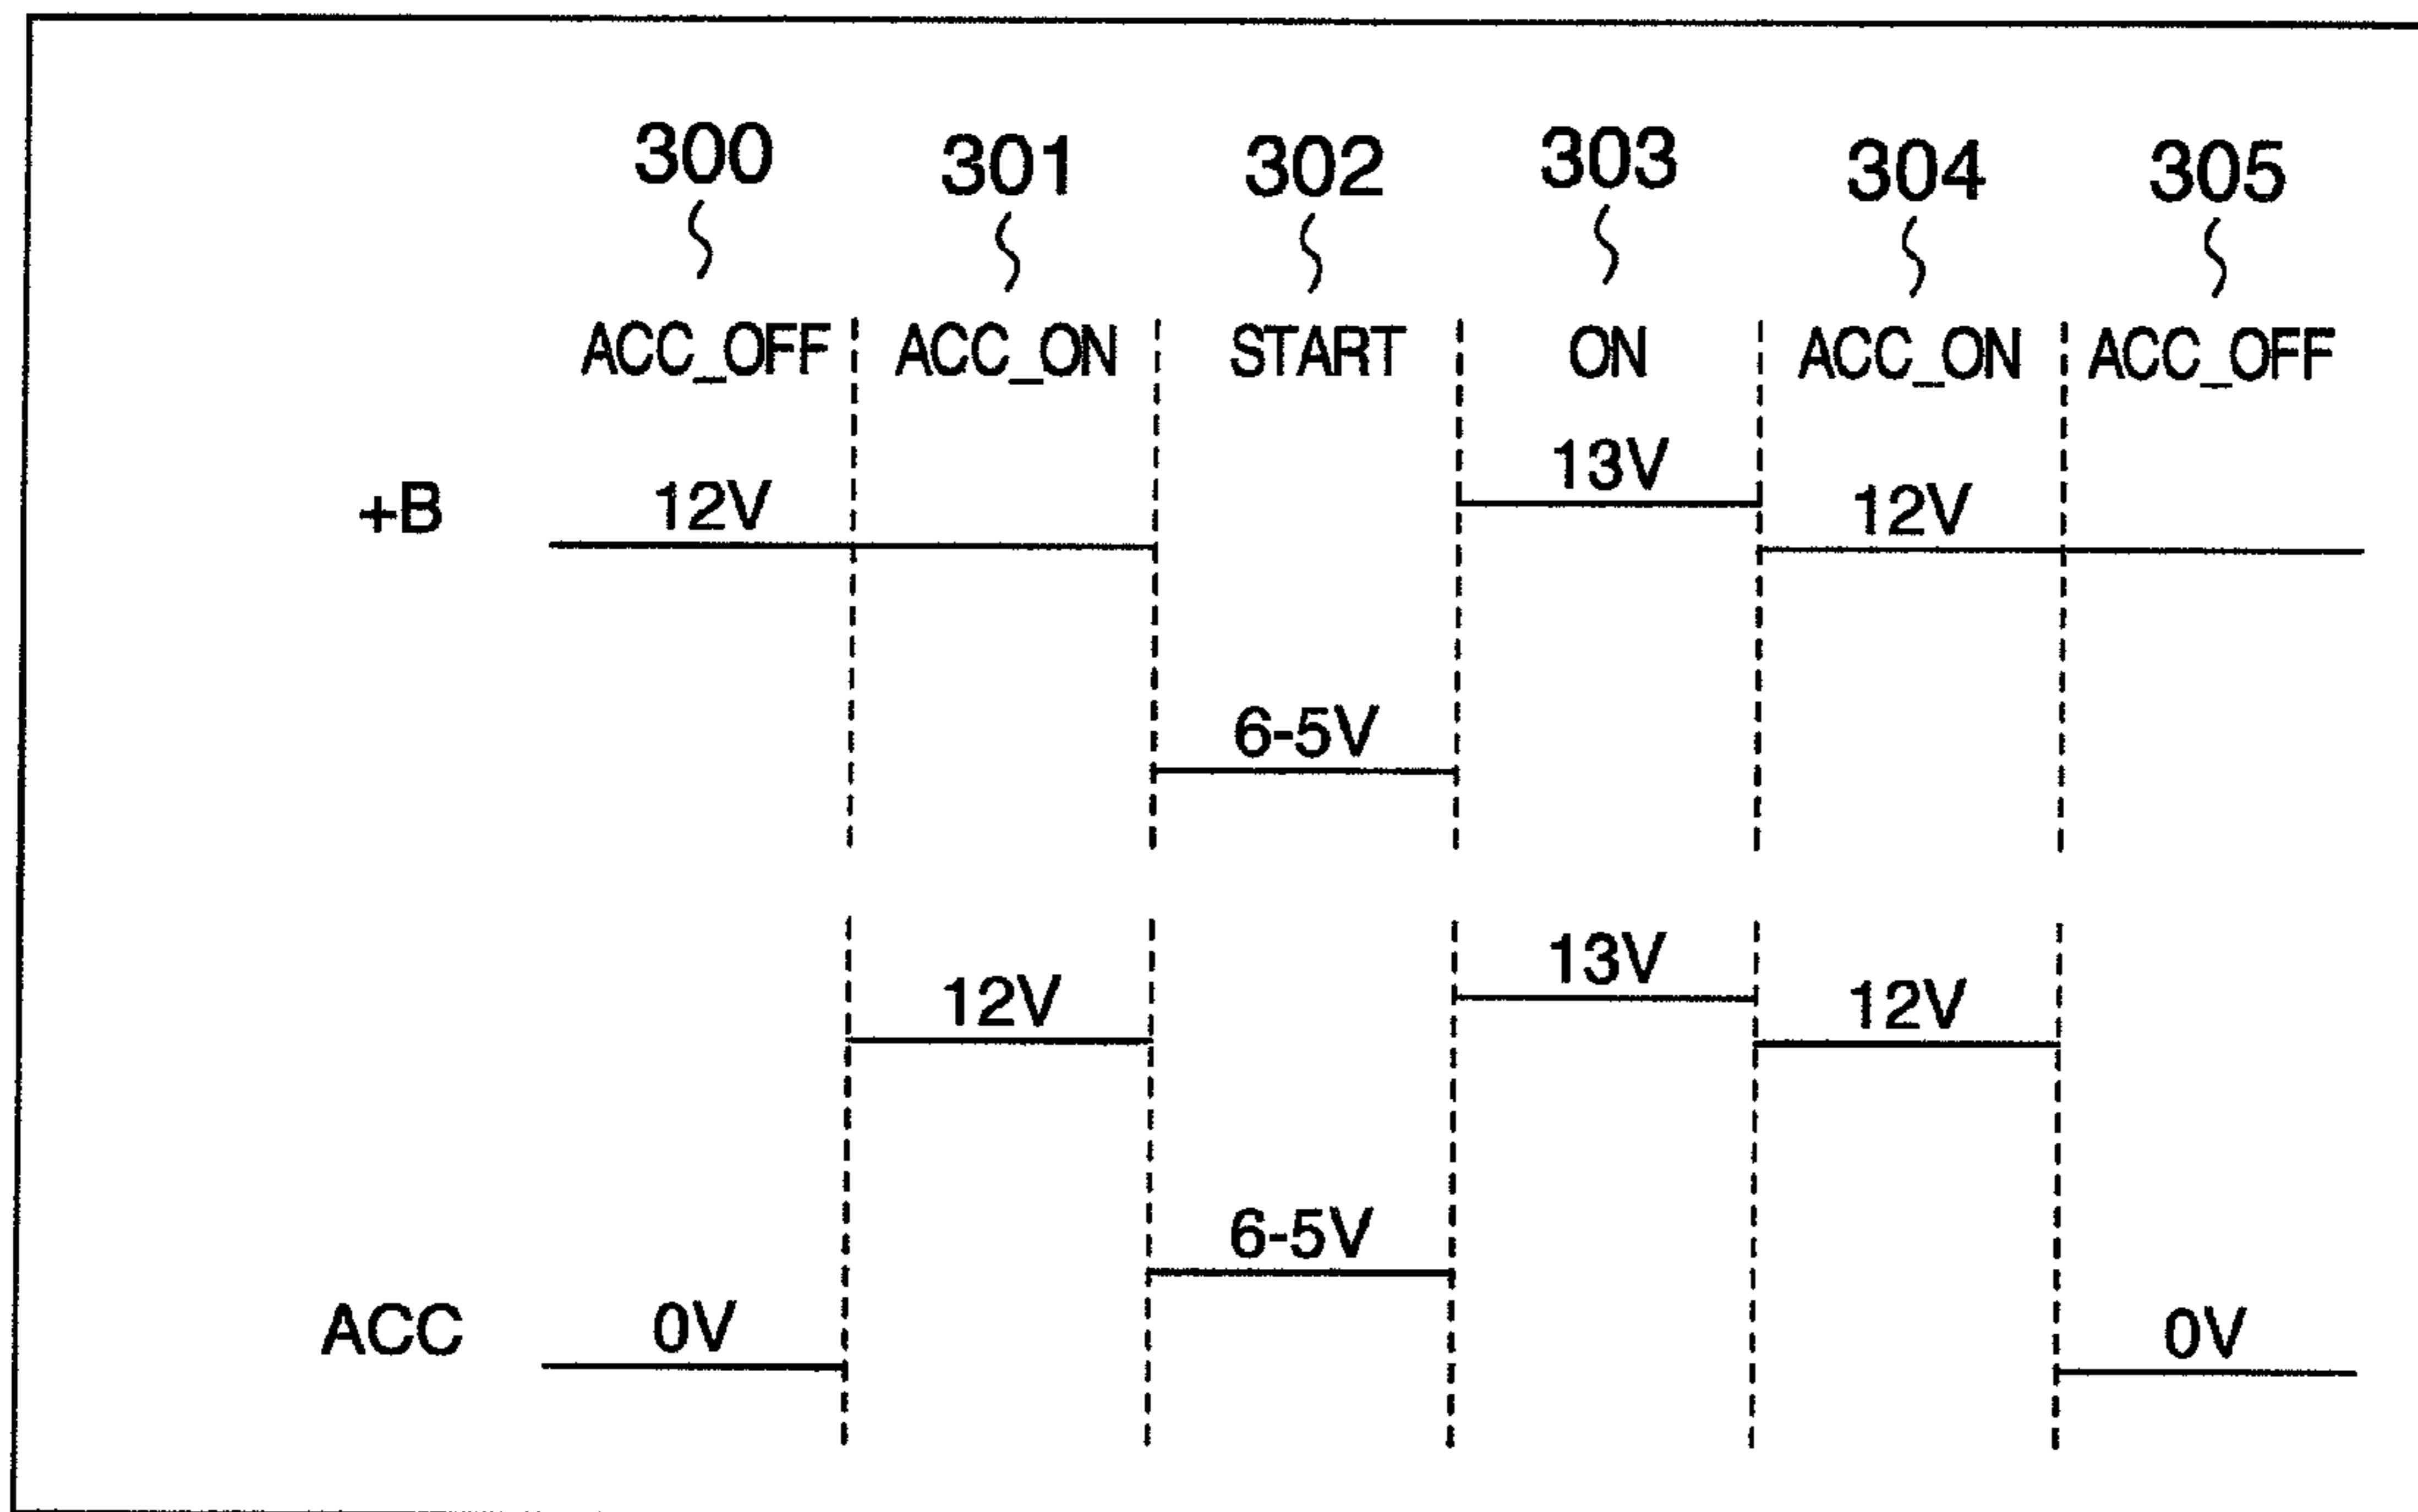 300 301 302 303 304 305
ACC_OFF ACC_ON START ON ACC_ON ACC_OFF
13V
+B 12V 12V
6-5V
13V
12V 12V
6-5V
ACC 0V 0V